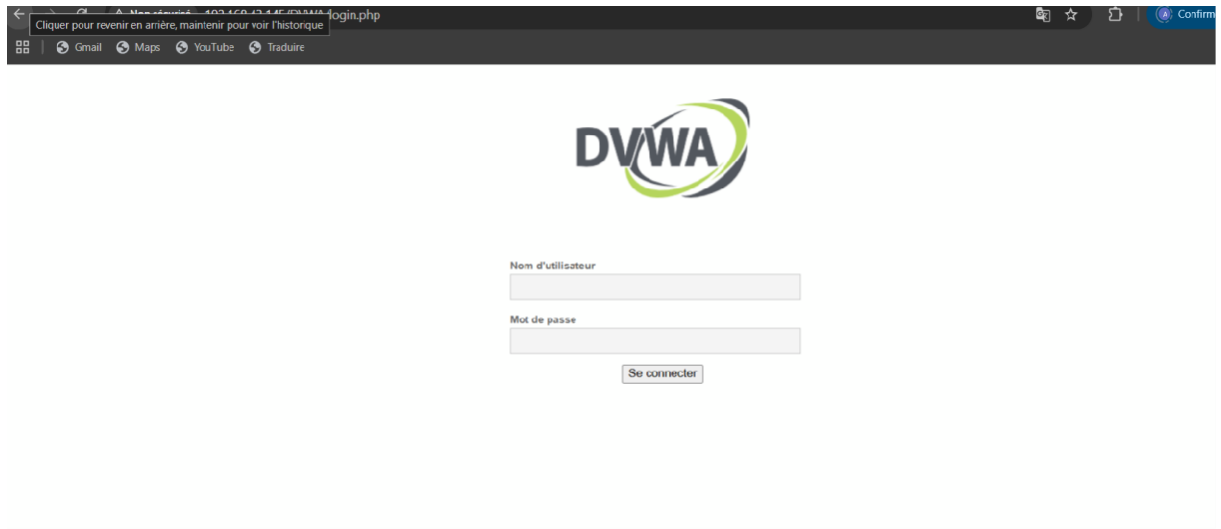 login.php
Confirm
Cliquer pour revenir en arrière, maintenir pour voir l'historique
Gmail Maps YouTube Traduire
DVWA
Nom d'utilisateur
Mot de passe
Se connecter